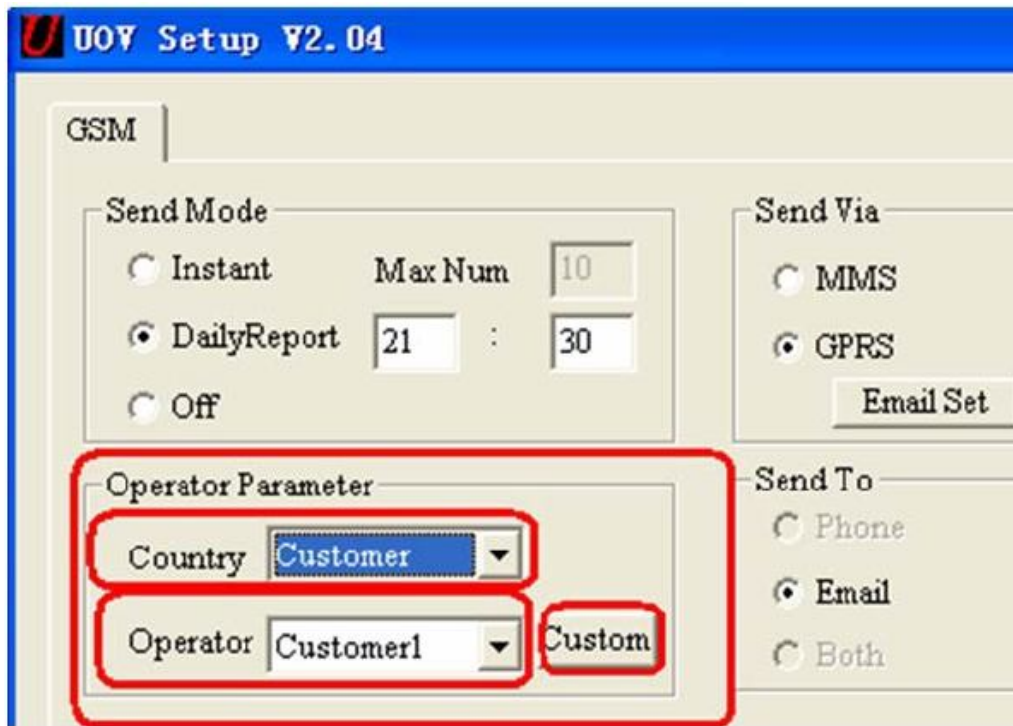 U UOV Setup V2.04
GSM
Send Mode
Instant Max Num 10
DailyReport 21 : 30
Off
Send Via
MMS
GPRS
Email Set
Operator Parameter
Country Customer
Operator Customer1 Custom
Send To
Phone
Email
Both